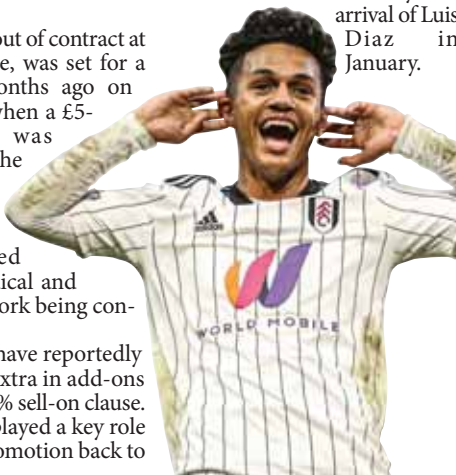 out of contract at
e, was set for a
onths ago on
when a £5-
was
he
ed
ical and
ork being con-
have reportedly
xtra in add-ons
% sell-on clause.
played a key role
omotion back to
arrival of Luis
Diaz in
January.
adidas
WORLD MOBILE